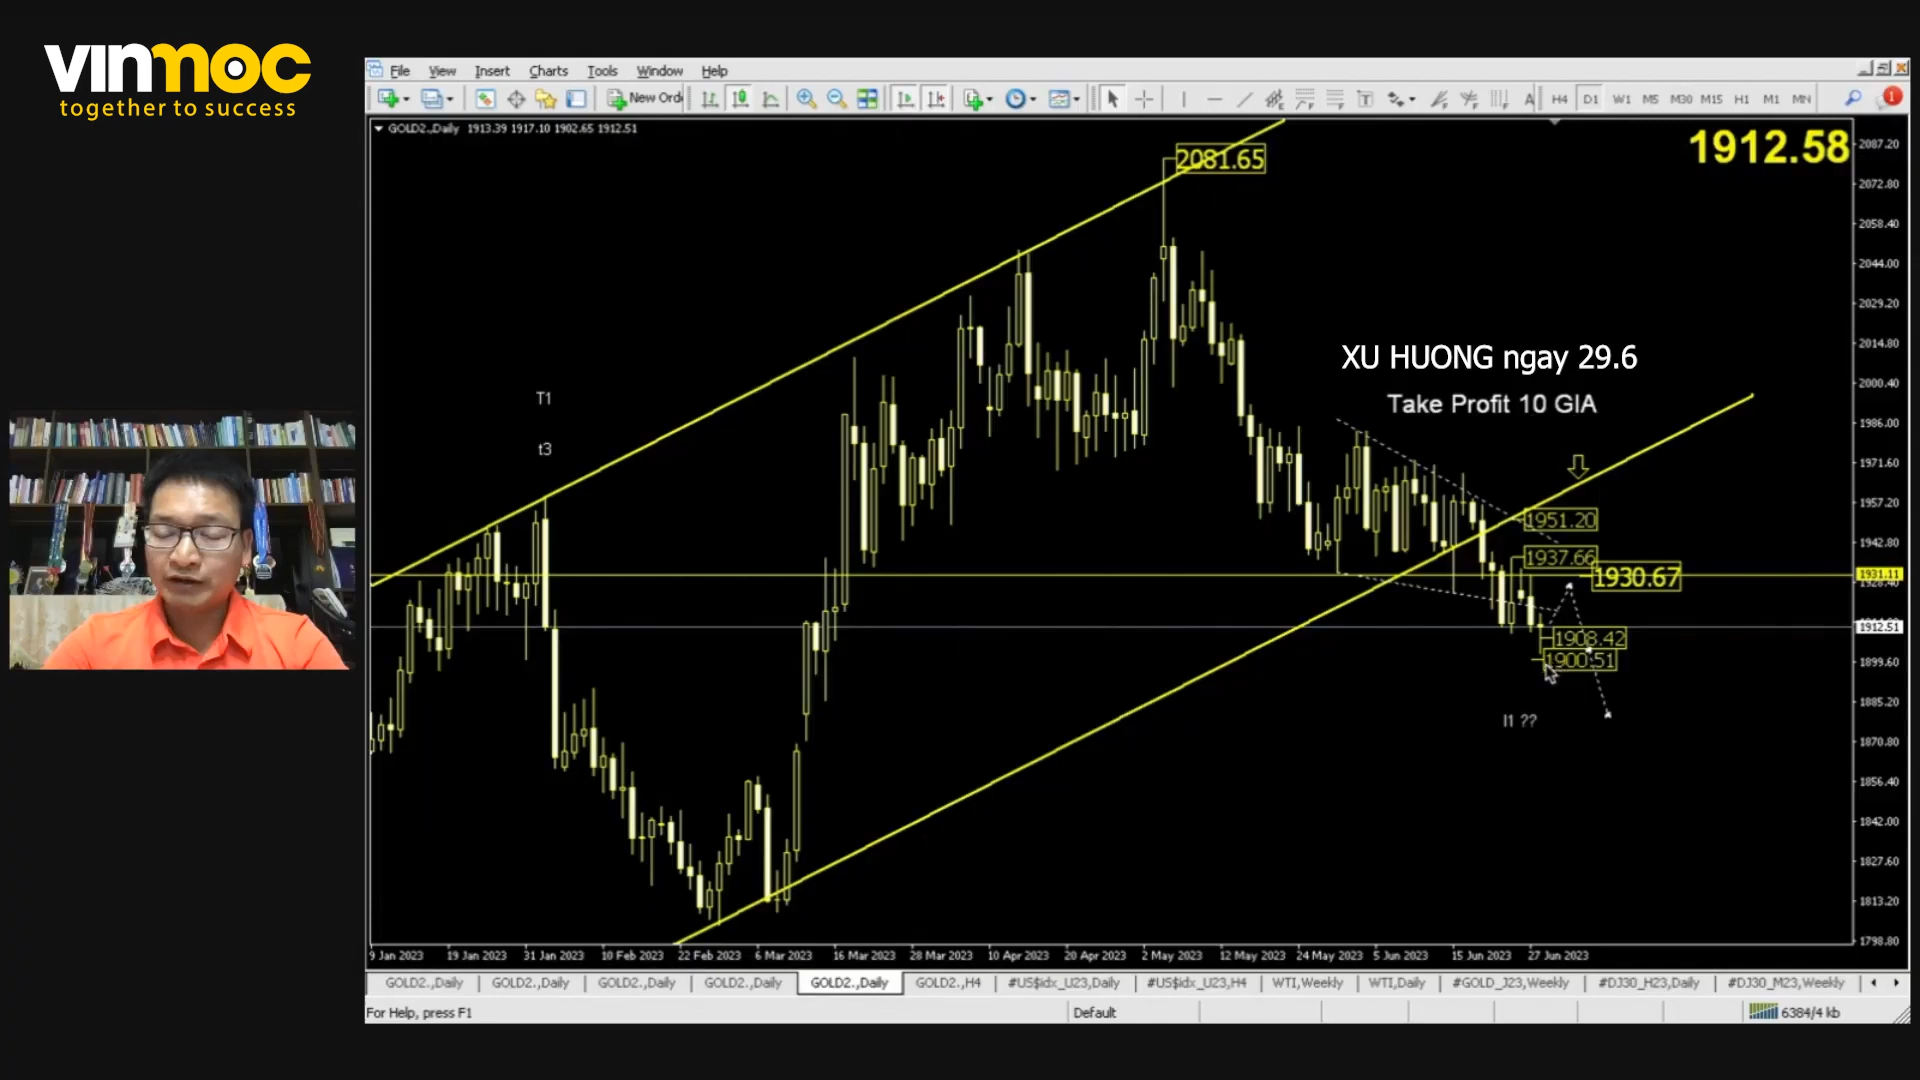 vinmoc
together to success
File View Insert Charts Tools Window Help
New Orde
H4 D1 W1 M5 M30 M15 H1 M1 MN
1
GOLD2.,Daily 1913.39 1917.10 1902.65 1912.51
1912.58
2087.20
2081.65
2072.80
2058.40
2044.00
2029.20
2014.80
XU HUONG ngay 29.6
2000.40
T1
Take Profit 10 GIA
1986.00
t3
1971.60
1957.20
1951.20
1942.80
1937.66
1930.67
1931.11
1912.51
1908.42
1900.51
1899.60
1885.20
I1 ??
1870.80
1856.40
1842.00
1827.60
1813.20
1798.80
9 Jan 2023 19 Jan 2023 31 Jan 2023 10 Feb 2023 22 Feb 2023 6 Mar 2023 16 Mar 2023 28 Mar 2023 10 Apr 2023 20 Apr 2023 2 May 2023 12 May 2023 24 May 2023 5 Jun 2023 15 Jun 2023 27 Jun 2023
GOLD2.,Daily GOLD2.,Daily GOLD2.,Daily GOLD2.,Daily GOLD2.,Daily GOLD2.,H4 #US$idx_U23,Daily #US$idx_U23,H4 WTI,Weekly WTI,Daily #GOLD_J23,Weekly #DJ30_H23,Daily #DJ30_M23,Weekly
For Help, press F1 Default 6384/4 kb